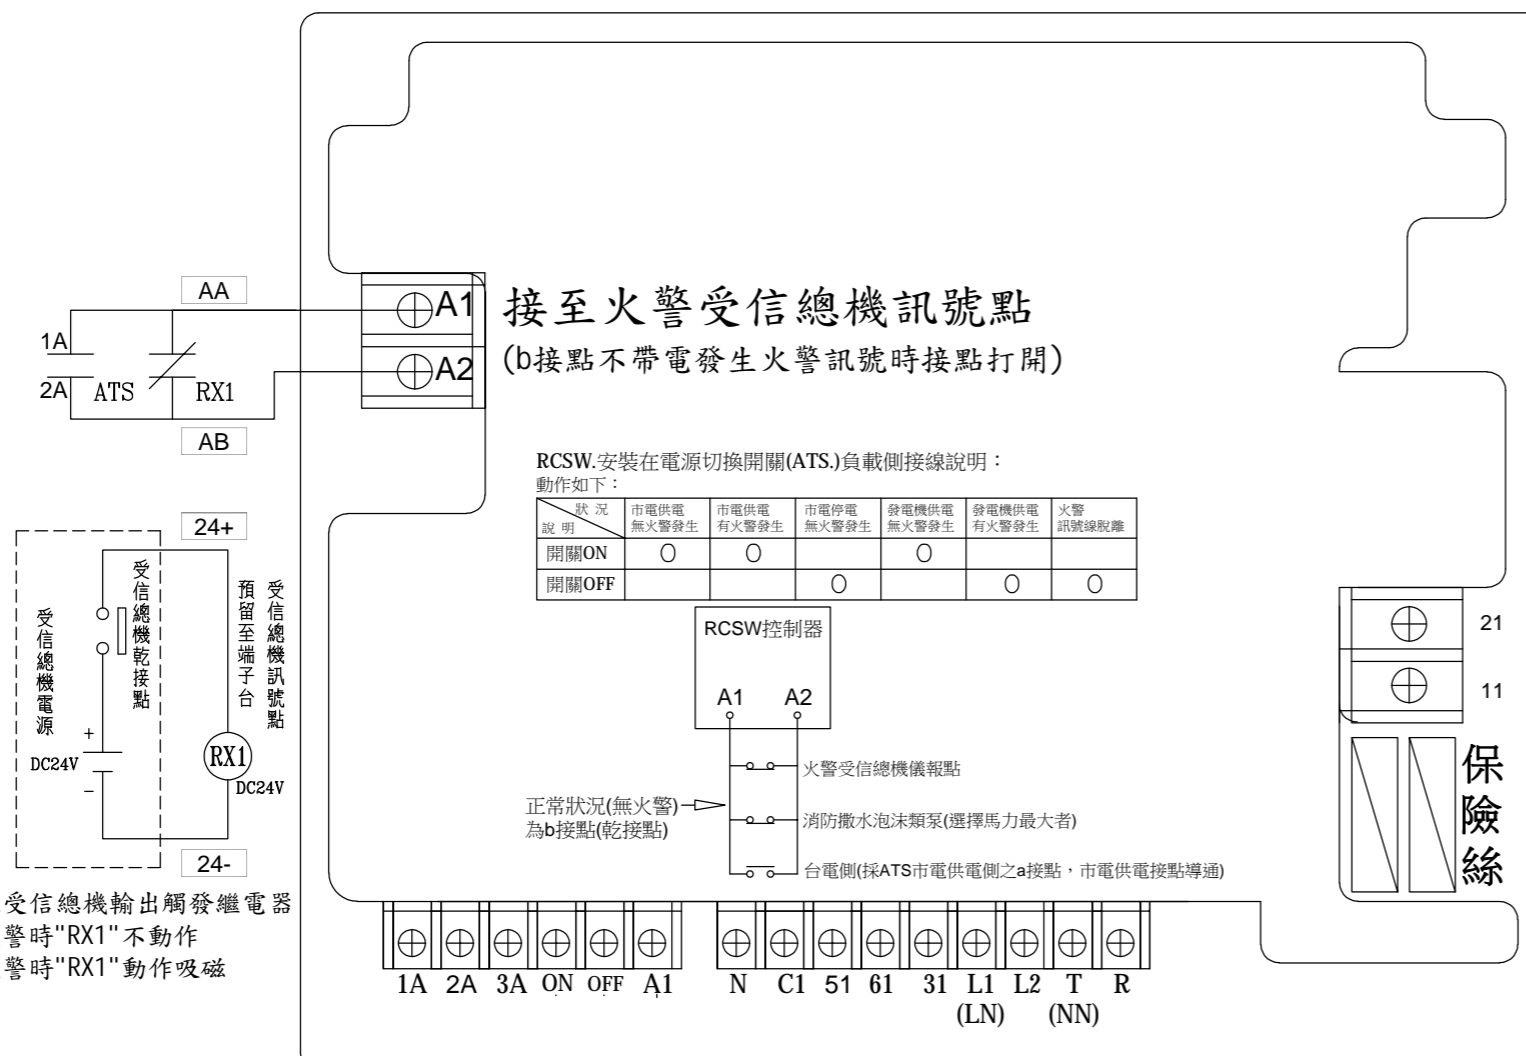 AA
A1
接至火警受信總機訊號點
1A
(b接點不帶電發生火警訊號時接點打開)
A2
2A
ATS
RX1
AB
RCSW.安裝在電源切換開關(ATS.)負載側接線說明：
動作如下：
狀 況
說 明
市電供電
無火警發生
市電供電
有火警發生
市電停電
無火警發生
發電機供電
無火警發生
發電機供電
有火警發生
火警
訊號線脫離
開關ON O O O
開關OFF O O O
24+
受信總機電源
受信總機乾接點
預留至端子台
受信總機訊號點
+
DC24V
−
RX1
DC24V
24-
RCSW控制器
A1 A2
火警受信總機儀報點
正常狀況(無火警)
為b接點(乾接點)
消防撒水泡沫類泵(選擇馬力最大者)
台電側(採ATS市電供電側之a接點，市電供電接點導通)
21
11
保險絲
受信總機輸出觸發繼電器
警時"RX1"不動作
警時"RX1"動作吸磁
1A 2A 3A ON OFF A1 N C1 51 61 31 L1 L2 T R
(LN) (NN)